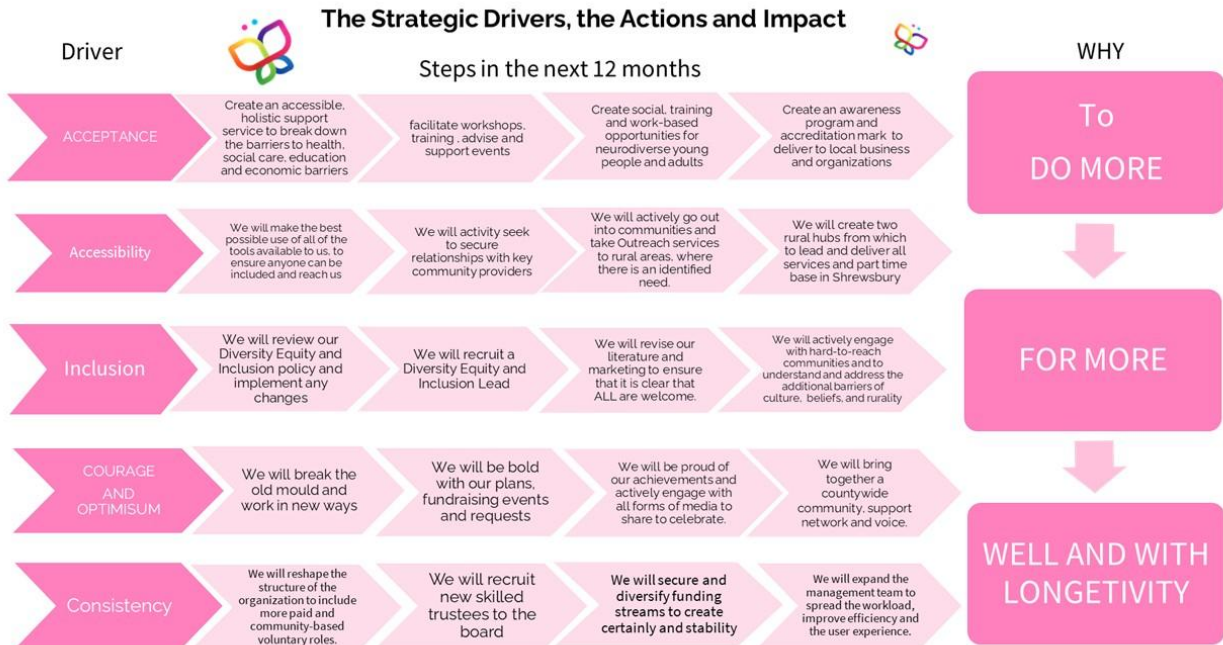 The Strategic Drivers, the Actions and Impact
Driver
Steps in the next 12 months
WHY
ACCEPTANCE
Create an accessible,
holistic support
service to break down
the barriers to health,
social care, education
and economic barriers
facilitate workshops,
training , advise and
support events
Create social, training
and work-based
opportunities for
neurodiverse young
people and adults
Create an awareness
program and
accreditation mark to
deliver to local business
and organizations
To
DO MORE
Accessibility
We will make the best
possible use of all of the
tools available to us, to
ensure anyone can be
included and reach us
We will activity seek
to secure
relationships with key
community providers
We will actively go out
into communities and
take Outreach services
to rural areas, where
there is an identified
need.
We will create two
rural hubs from which
to lead and deliver all
services and part time
base in Shrewsbury
Inclusion
We will review our
Diversity Equity and
Inclusion policy and
implement any
changes
We will recruit a
Diversity Equity and
Inclusion Lead
We will revise our
literature and
marketing to ensure
that it is clear that
ALL are welcome.
We will actively engage
with hard-to-reach
communities and to
understand and address the
additional barriers of
culture, beliefs, and rurality
FOR MORE
COURAGE
AND
OPTIMISUM
We will break the
old mould and
work in new ways
We will be bold
with our plans,
fundraising events
and requests
We will be proud of
our achievements and
actively engage with
all forms of media to
share to celebrate.
We will bring
together a
countywide
community, support
network and voice.
Consistency
We will reshape the
structure of the
organization to include
more paid and
community-based
voluntary roles.
We will recruit
new skilled
trustees to the
board
We will secure and
diversify funding
streams to create
certainly and stability
We will expand the
management team to
spread the workload,
improve efficiency and
the user experience.
WELL AND WITH
LONGETIVITY